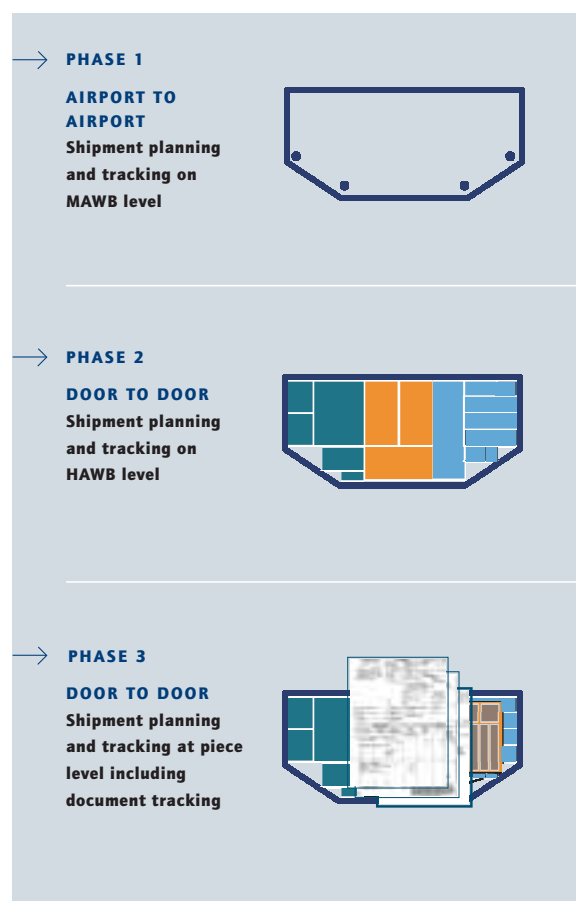 PHASE 1
AIRPORT TO
AIRPORT
Shipment planning
and tracking on
MAWB level
PHASE 2
DOOR TO DOOR
Shipment planning
and tracking on
HAWB level
PHASE 3
DOOR TO DOOR
Shipment planning
and tracking at piece
level including
document tracking